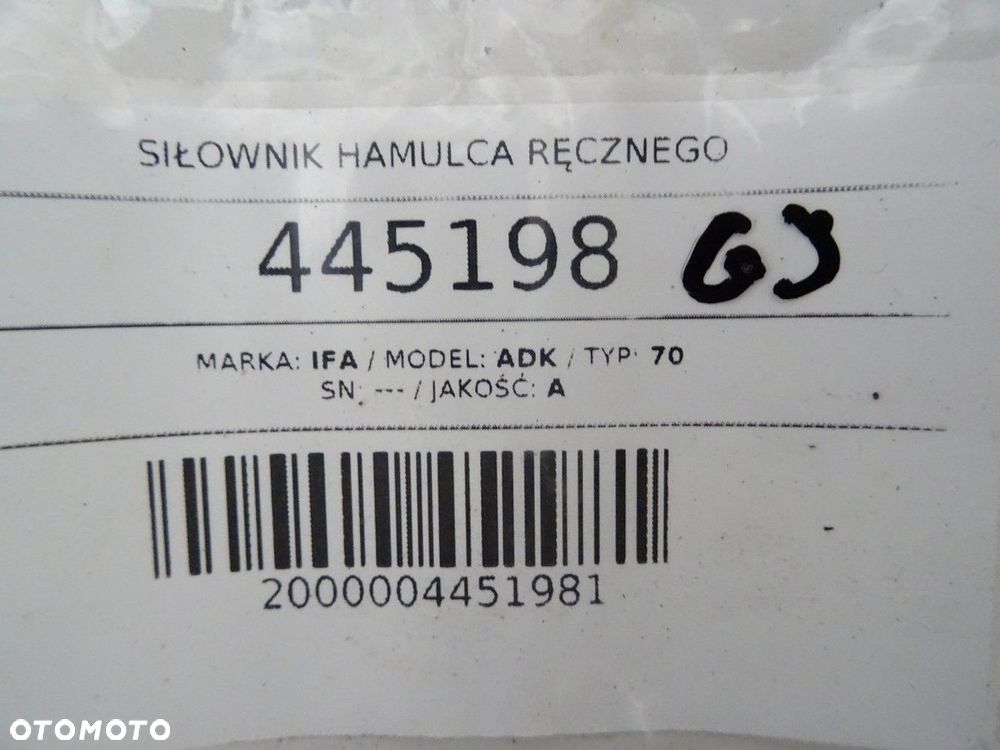 SIŁOWNIK HAMULCA RĘCZNEGO
445198 GJ
MARKA: IFA / MODEL: ADK / TYP: 70
SN: --- / JAKOŚĆ: A
2000004451981
OTOMOTO